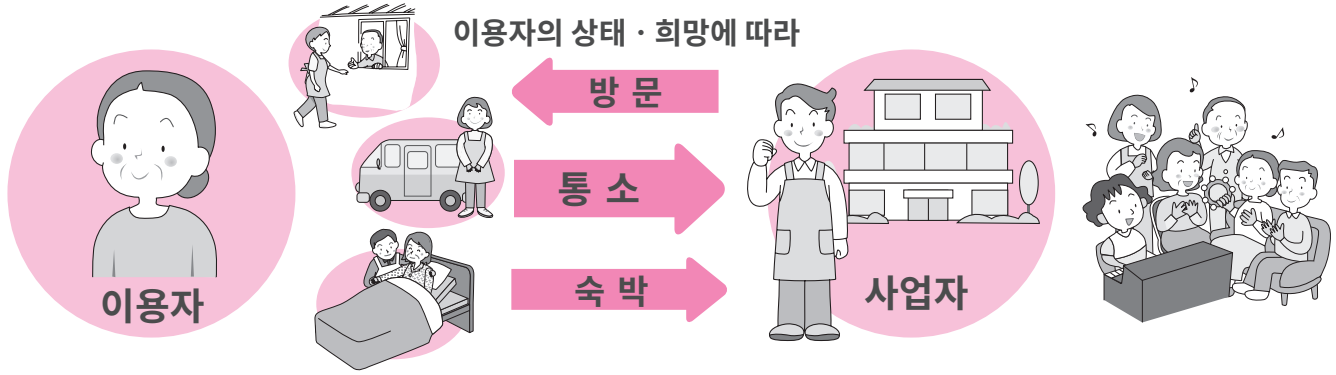 이용자의 상태 · 희망에 따라
방 문
통 소
숙 박
이용자
사업자